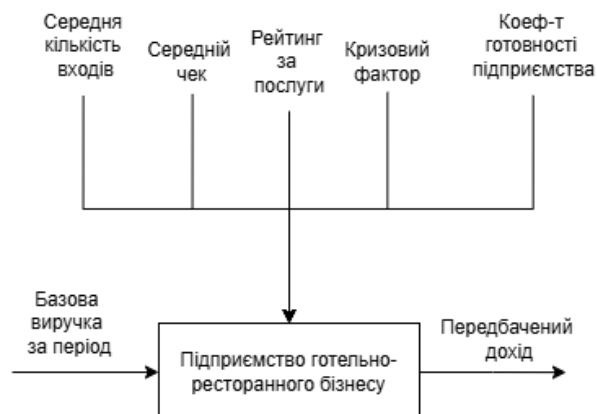 Середня
кількість
входів
Середній
чек
Рейтинг
за
послуги
Кризовий
фактор
Коеф-т
готовності
підприємства
Базова
виручка
за період
Підприємство готельно-
ресторанного бізнесу
Передбачений
дохід